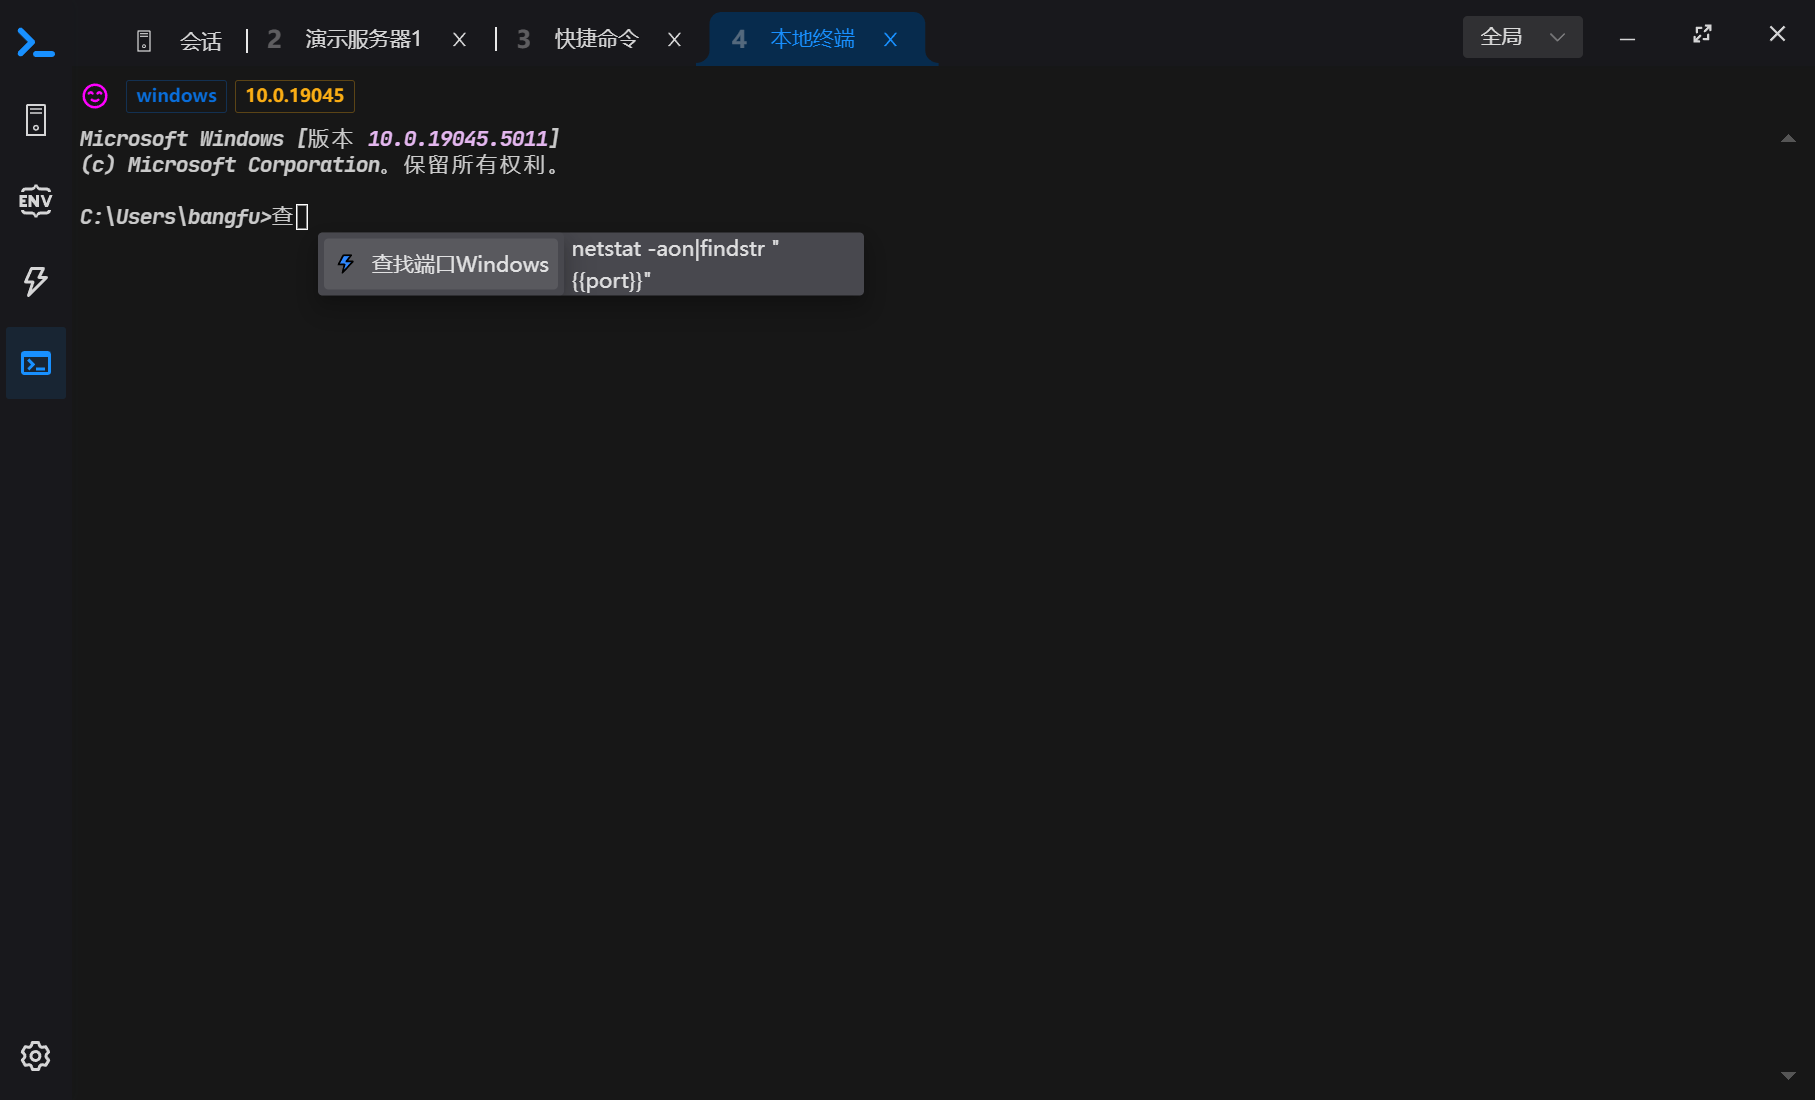 会话 | 2 演示服务器1 X | 3 快捷命令 X 4 本地终端 X 全局
windows 10.0.19045
Microsoft Windows [版本 10.0.19045.5011]
(c) Microsoft Corporation。保留所有权利。
ENV
C:\Users\bangfu>查
查找端口Windows netstat -aon|findstr "
{{port}}"